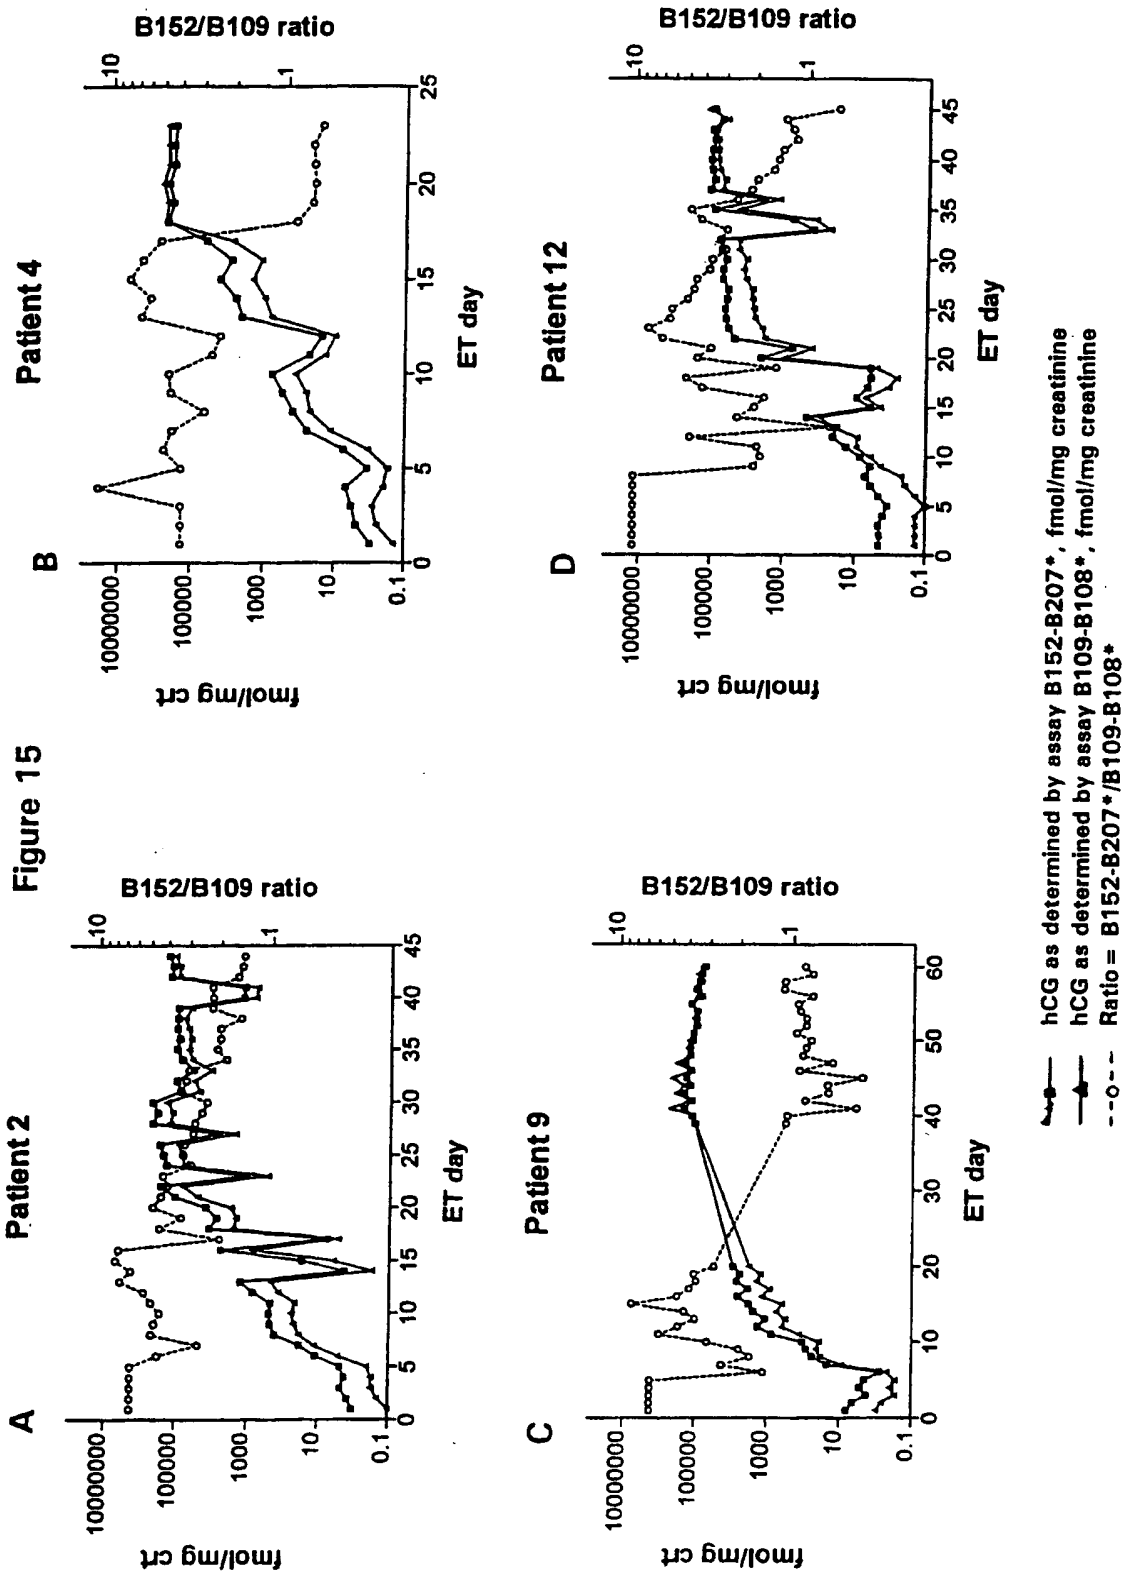 Figure 15
A
Patient 2
fmol/mg crt
10000000
100000
1000
10
0.1
0
5
10
15
20
25
30
35
40
45
ET day
10
1
B152/B109 ratio
B
Patient 4
fmol/mg crt
10000000
100000
1000
10
0.1
0
5
10
15
20
25
ET day
10
1
B152/B109 ratio
C
Patient 9
fmol/mg crt
1000000
100000
1000
10
0.1
0
10
20
30
40
50
60
ET day
10
1
B152/B109 ratio
D
Patient 12
fmol/mg crt
1000000
100000
1000
10
0.1
0
5
10
15
20
25
30
35
40
45
ET day
10
1
B152/B109 ratio
hCG as determined by assay B152-B207*, fmol/mg creatinine
hCG as determined by assay B109-B108*, fmol/mg creatinine
Ratio = B152-B207*/B109-B108*